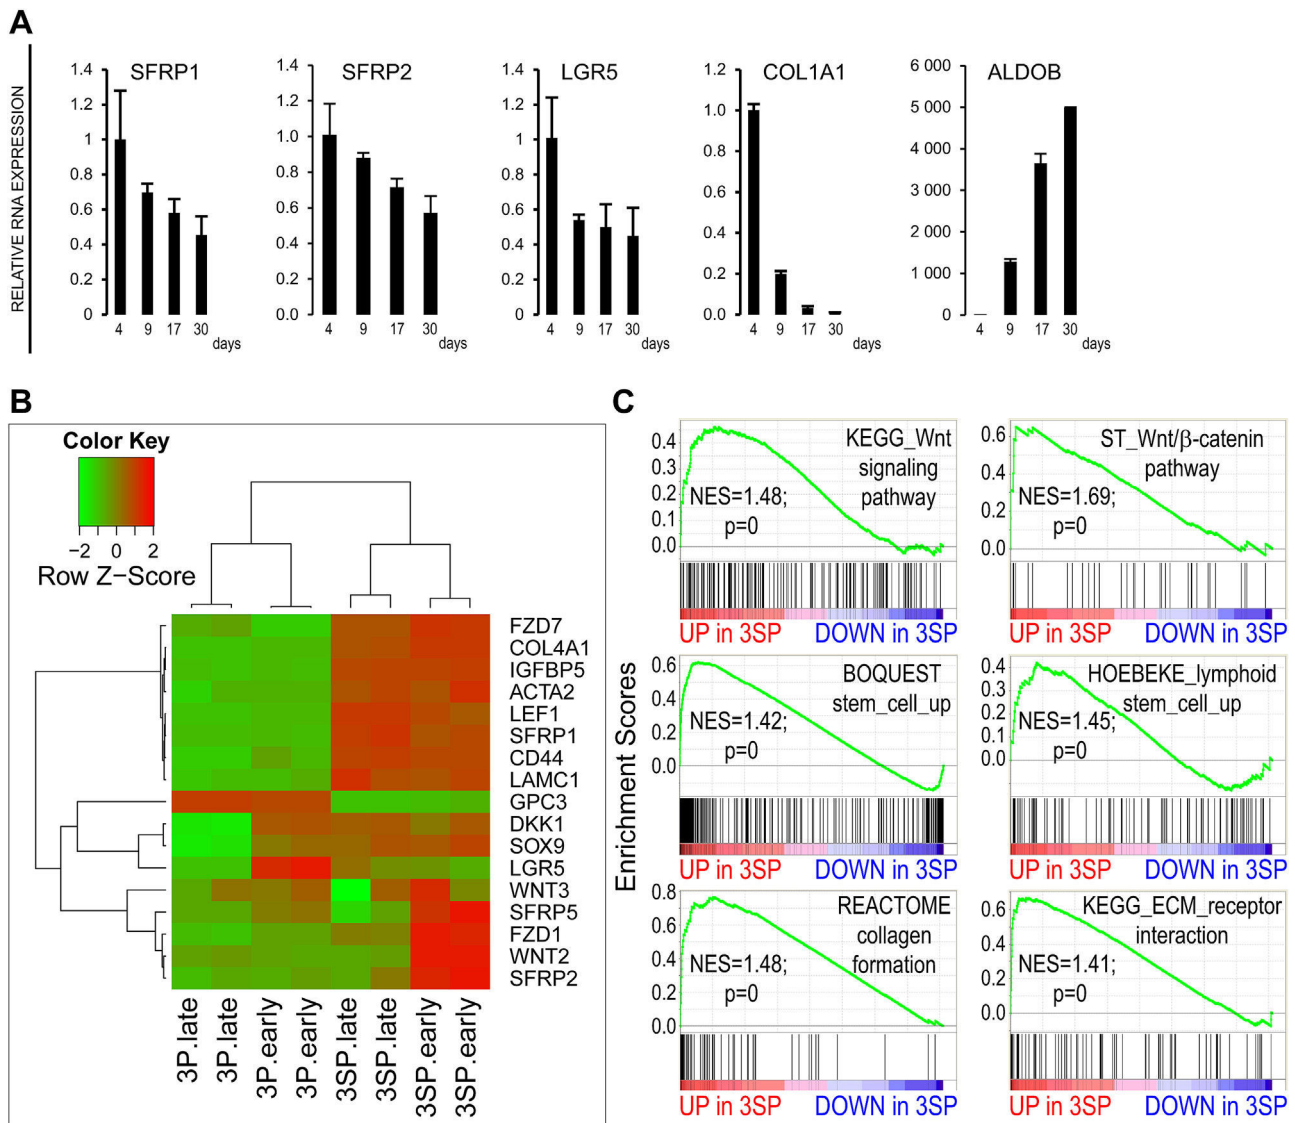 A
RELATIVE RNA EXPRESSION
SFRP1
1.4
1.2
1
0.8
0.6
0.4
0.2
0
4 9 17 30
days
SFRP2
1.4
1.2
1.0
0.8
0.6
0.4
0.2
0.0
4 9 17 30
days
LGR5
1.4
1.2
1
0.8
0.6
0.4
0.2
0
4 9 17 30
days
COL1A1
1.2
1.0
0.8
0.6
0.4
0.2
0
4 9 17 30
days
ALDOB
6 000
5 000
4 000
3 000
2 000
1 000
0
4 9 17 30
days
B
Color Key
−2 0 2
Row Z−Score
FZD7
COL4A1
IGFBP5
ACTA2
LEF1
SFRP1
CD44
LAMC1
GPC3
DKK1
SOX9
LGR5
WNT3
SFRP5
FZD1
WNT2
SFRP2
3P.late
3P.late
3P.early
3P.early
3SP.late
3SP.late
3SP.early
3SP.early
C
Enrichment Scores
KEGG_Wnt
signaling
pathway
NES=1.48;
p=0
0.4
0.3
0.2
0.1
0.0
UP in 3SP DOWN in 3SP
ST_Wnt/β-catenin
pathway
NES=1.69;
p=0
0.6
0.4
0.2
0.0
UP in 3SP DOWN in 3SP
BOQUEST
stem_cell_up
NES=1.42;
p=0
0.6
0.4
0.2
0.0
UP in 3SP DOWN in 3SP
HOEBEKE_lymphoid
stem_cell_up
NES=1.45;
p=0
0.4
0.3
0.2
0.1
0.0
UP in 3SP DOWN in 3SP
REACTOME
collagen
formation
NES=1.48;
p=0
0.8
0.6
0.4
0.2
0.0
UP in 3SP DOWN in 3SP
KEGG_ECM_receptor
interaction
NES=1.41;
p=0
0.6
0.4
0.2
0.0
UP in 3SP DOWN in 3SP